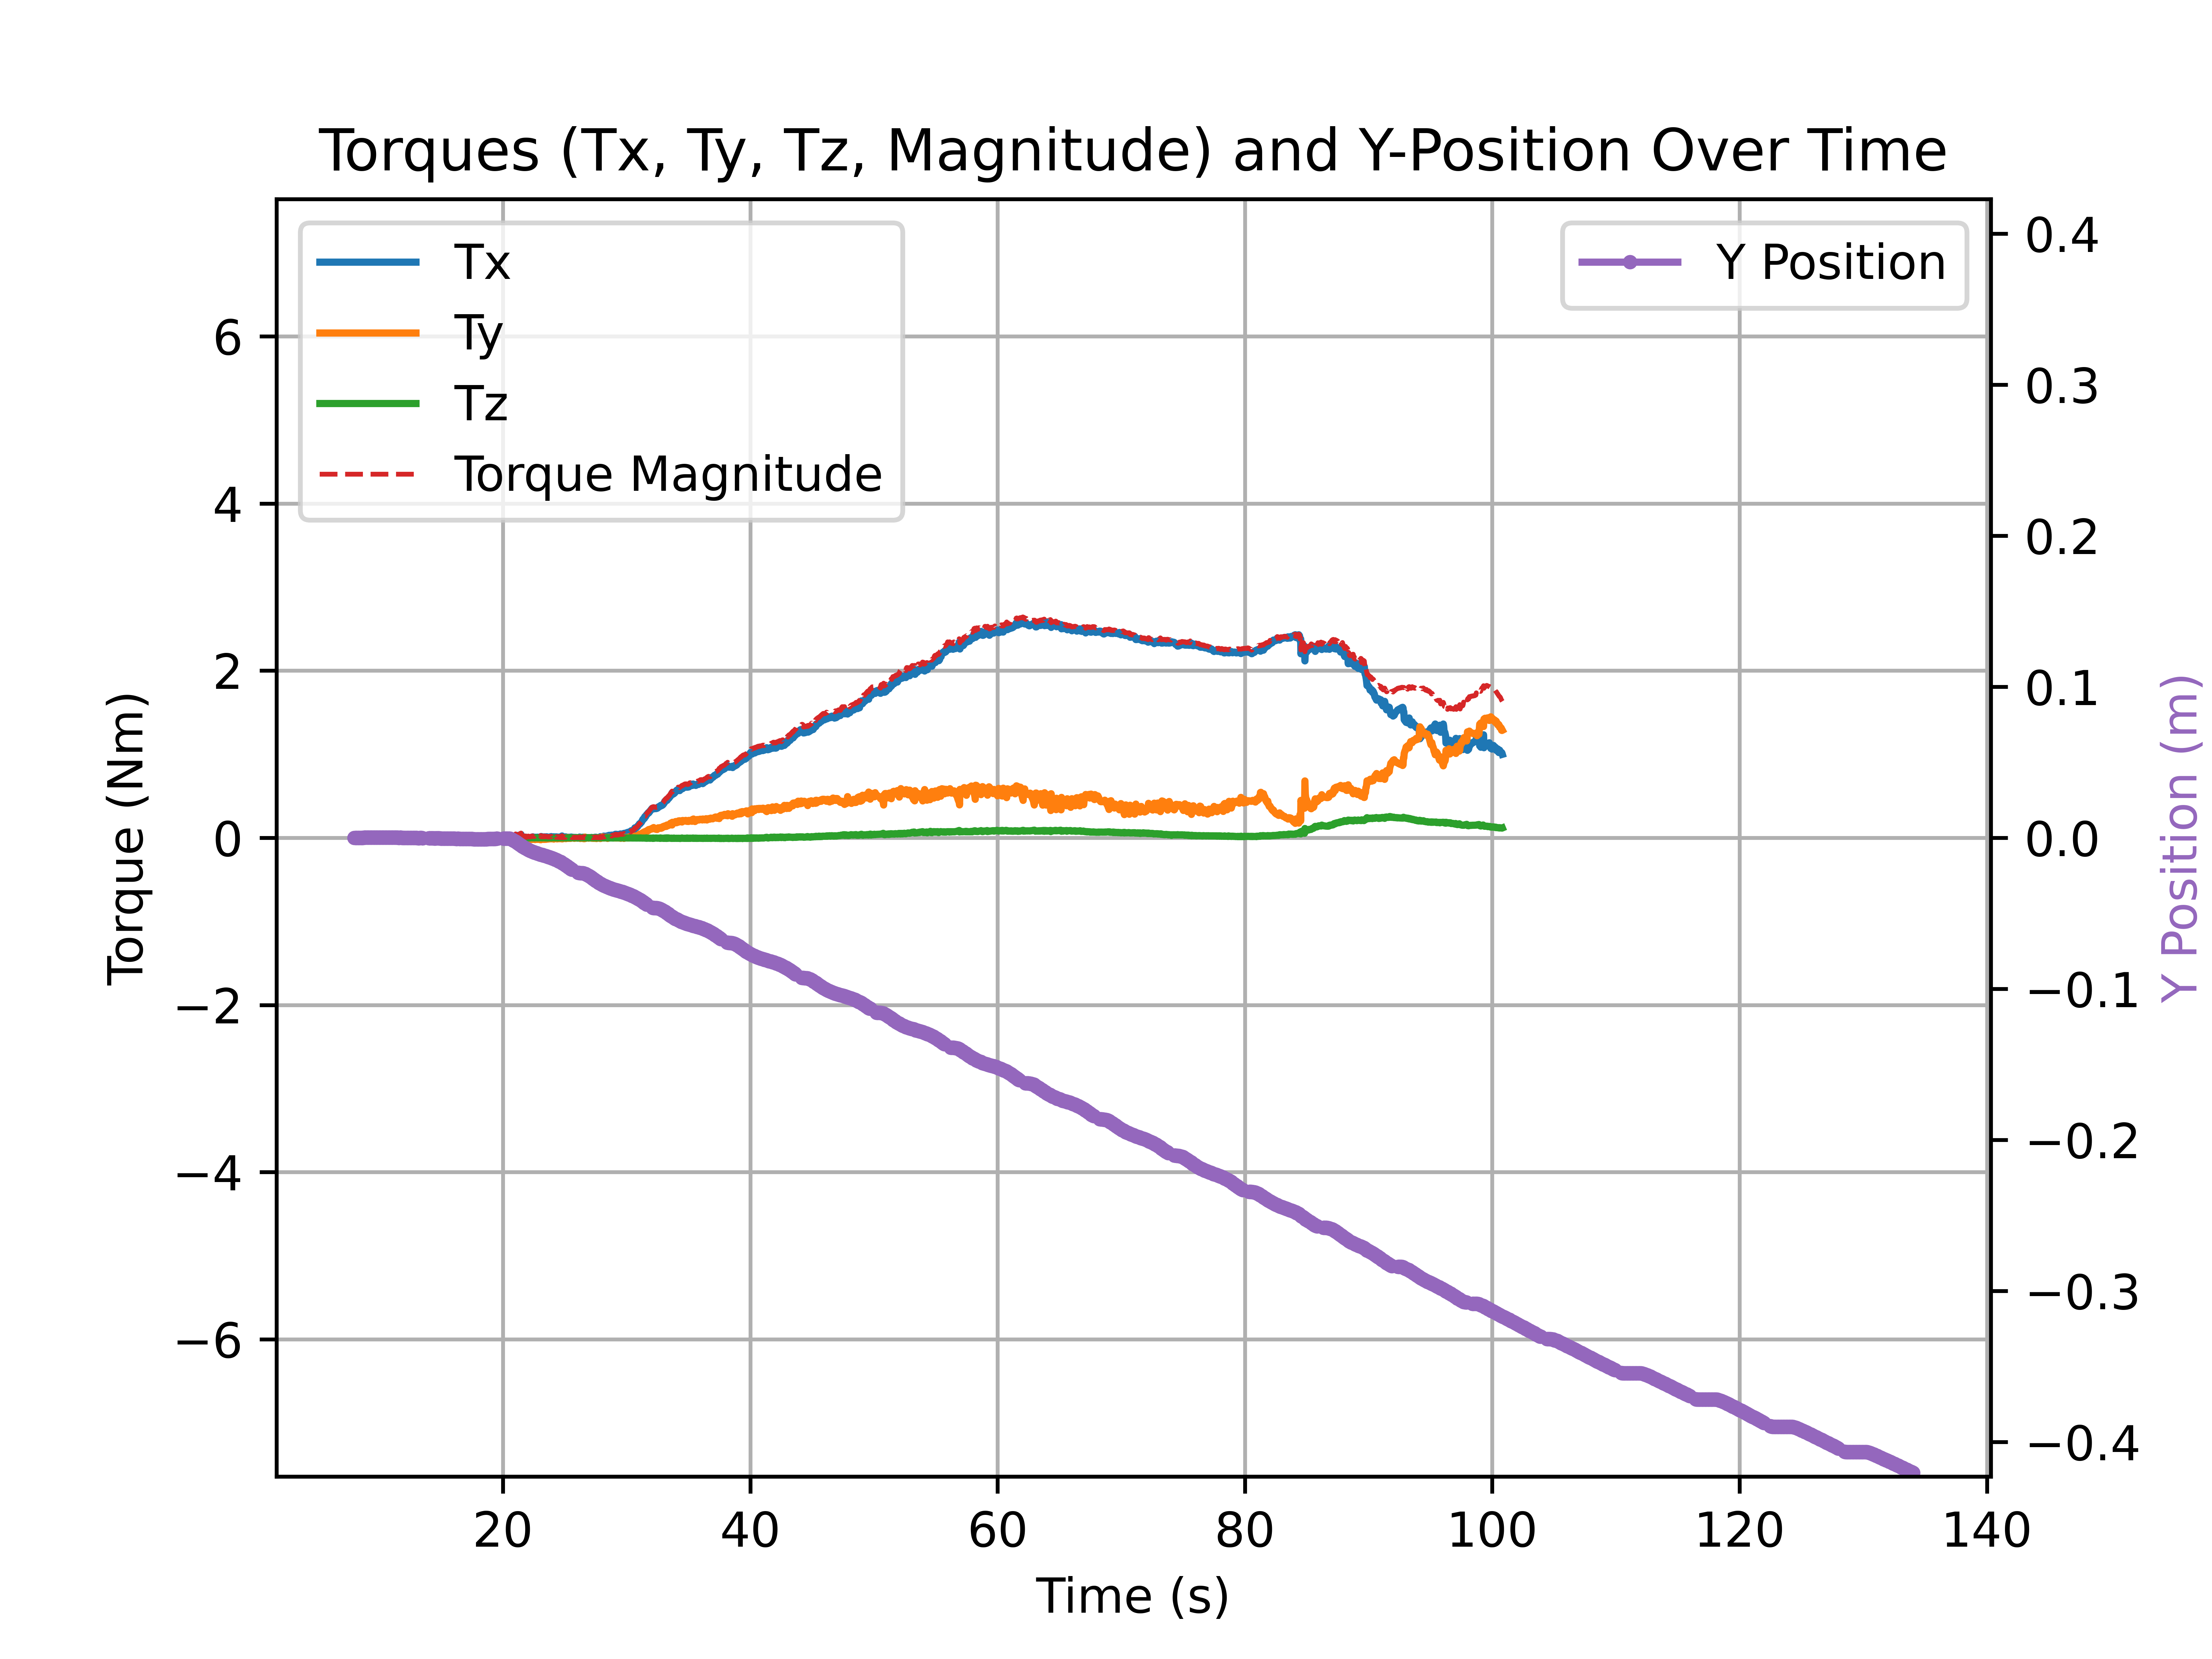 Torques (Tx, Ty, Tz, Magnitude) and Y-Position Over Time
Tx
Ty
Tz
Torque Magnitude
Y Position
6
4
2
0
−2
−4
−6
Torque (Nm)
0.4
0.3
0.2
0.1
0.0
−0.1
−0.2
−0.3
−0.4
Y Position (m)
20 40 60 80 100 120 140
Time (s)